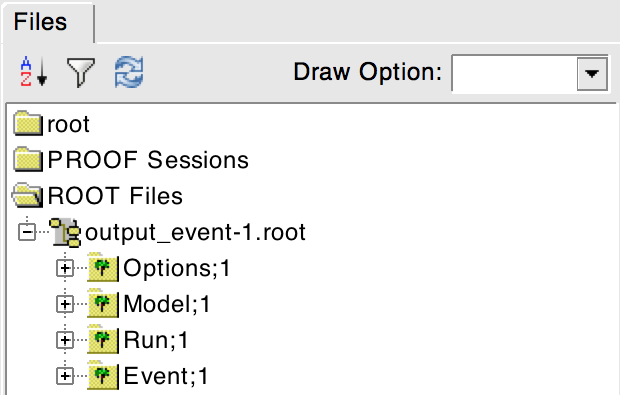 Files
A
Z
Draw Option:
root
PROOF Sessions
ROOT Files
output_event-1.root
Options;1
Model;1
Run;1
Event;1